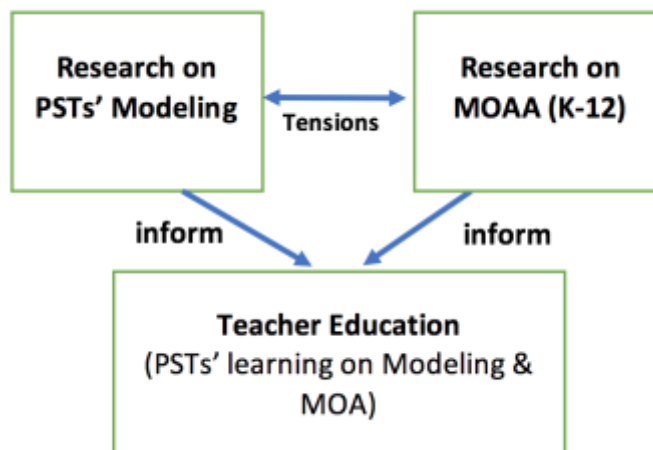 Research on
PSTs’ Modeling
Research on
MOAA (K-12)
Tensions
inform
inform
Teacher Education
(PSTs’ learning on Modeling &
MOA)